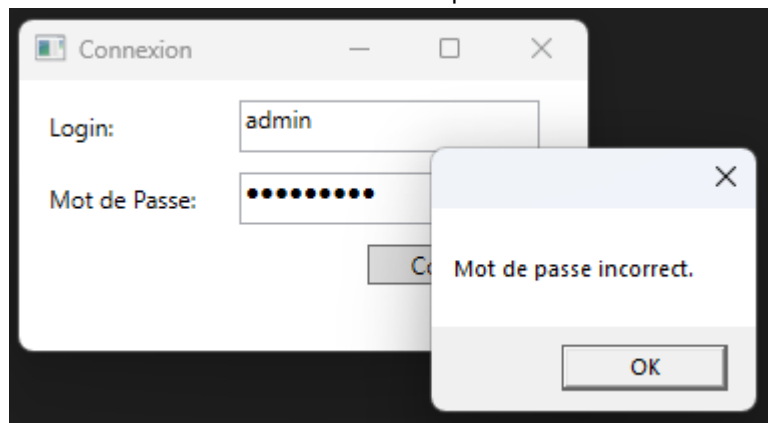 Connexion
Login:
admin
Mot de Passe:
Mot de passe incorrect.
OK